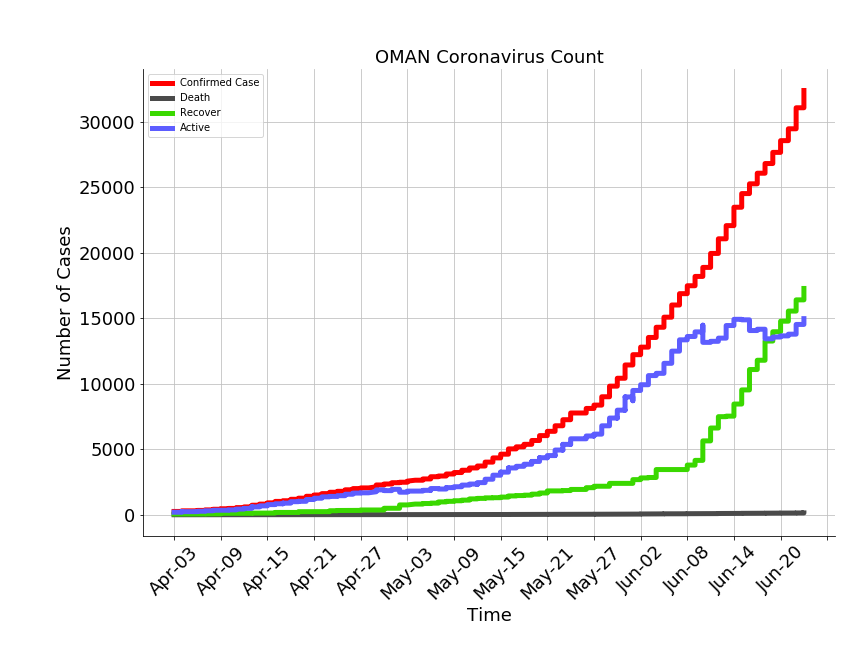 OMAN Coronavirus Count
Confirmed Case
Death
Recover
Active
Number of Cases
30000
25000
20000
15000
10000
5000
0
Apr-03
Apr-09
Apr-15
Apr-21
Apr-27
May-03
May-09
May-15
May-21
May-27
Jun-02
Jun-08
Jun-14
Jun-20
Time